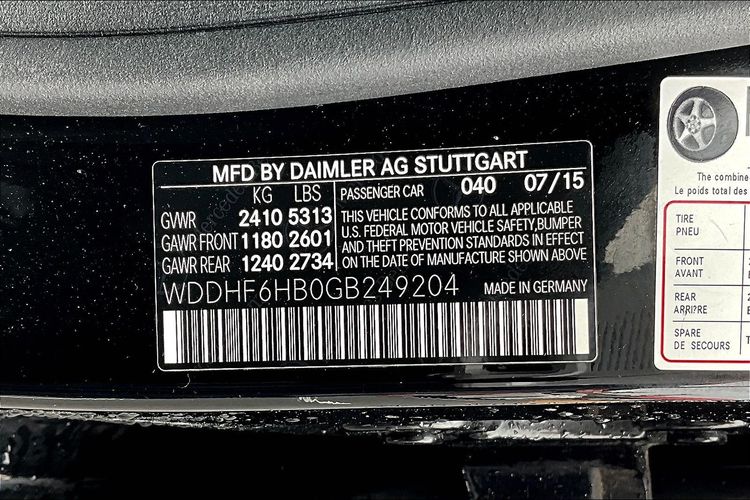 MFD BY DAIMLER AG STUTTGART
KG LBS
GVWR 2410 5313
GAWR FRONT 1180 2601
GAWR REAR 1240 2734
PASSENGER CAR 040 07/15
THIS VEHICLE CONFORMS TO ALL APPLICABLE
U.S. FEDERAL MOTOR VEHICLE SAFETY,BUMPER
AND THEFT PREVENTION STANDARDS IN EFFECT
ON THE DATE OF MANUFACTURE SHOWN ABOVE.
WDDHF6HB0GB249204
MADE IN GERMANY
The combine
Le poids total des
TIRE
PNEU
FRONT
AVANT
REAR
ARRI?RE
SPARE
DE SECOURS